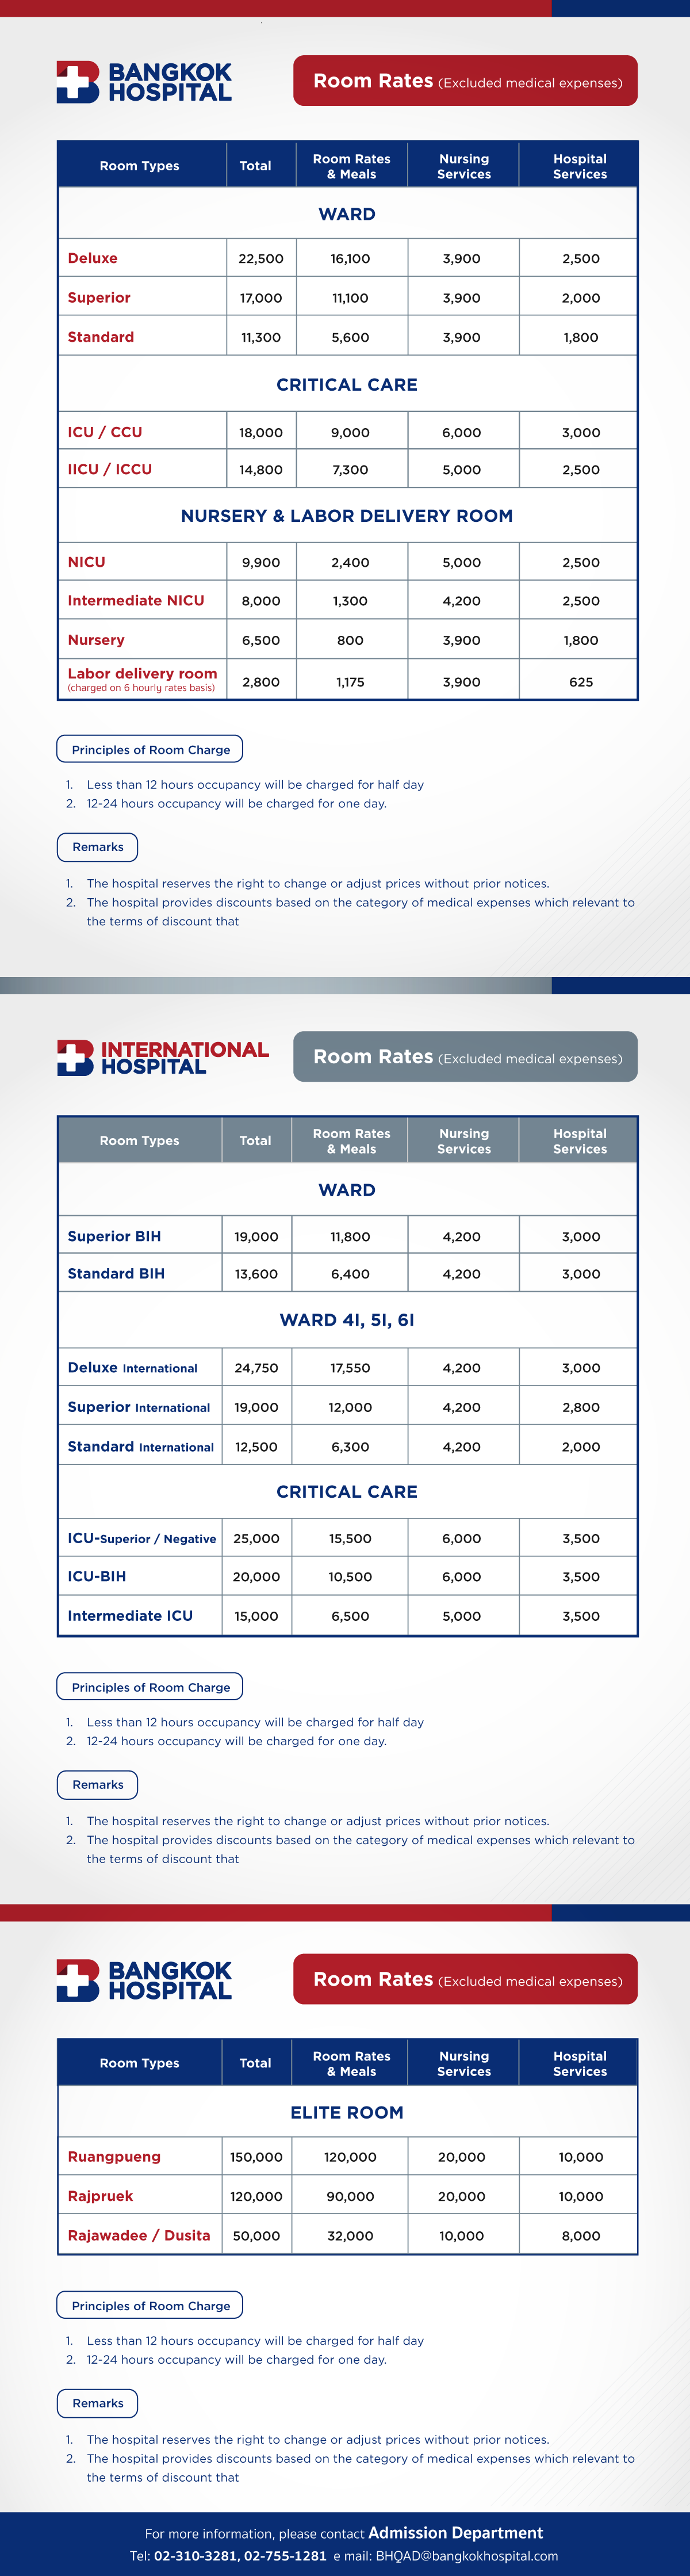 BANGKOK
HOSPITAL
Room Rates (Excluded medical expenses)
Room Types Total Room Rates & Meals Nursing Services Hospital Services
WARD
Deluxe 22,500 16,100 3,900 2,500
Superior 17,000 11,100 3,900 2,000
Standard 11,300 5,600 3,900 1,800
CRITICAL CARE
ICU / CCU 18,000 9,000 6,000 3,000
IICU / ICCU 14,800 7,300 5,000 2,500
NURSERY & LABOR DELIVERY ROOM
NICU 9,900 2,400 5,000 2,500
Intermediate NICU 8,000 1,300 4,200 2,500
Nursery 6,500 800 3,900 1,800
Labor delivery room 2,800 1,175 3,900 625
(charged on 6 hourly rates basis)
Principles of Room Charge
1. Less than 12 hours occupancy will be charged for half day
2. 12-24 hours occupancy will be charged for one day.
Remarks
1. The hospital reserves the right to change or adjust prices without prior notices.
2. The hospital provides discounts based on the category of medical expenses which relevant to
the terms of discount that
INTERNATIONAL
HOSPITAL
Room Rates (Excluded medical expenses)
Room Types Total Room Rates & Meals Nursing Services Hospital Services
WARD
Superior BIH 19,000 11,800 4,200 3,000
Standard BIH 13,600 6,400 4,200 3,000
WARD 4I, 5I, 6I
Deluxe International 24,750 17,550 4,200 3,000
Superior International 19,000 12,000 4,200 2,800
Standard International 12,500 6,300 4,200 2,000
CRITICAL CARE
ICU-Superior / Negative 25,000 15,500 6,000 3,500
ICU-BIH 20,000 10,500 6,000 3,500
Intermediate ICU 15,000 6,500 5,000 3,500
Principles of Room Charge
1. Less than 12 hours occupancy will be charged for half day
2. 12-24 hours occupancy will be charged for one day.
Remarks
1. The hospital reserves the right to change or adjust prices without prior notices.
2. The hospital provides discounts based on the category of medical expenses which relevant to
the terms of discount that
BANGKOK
HOSPITAL
Room Rates (Excluded medical expenses)
Room Types Total Room Rates & Meals Nursing Services Hospital Services
ELITE ROOM
Ruangpueng 150,000 120,000 20,000 10,000
Rajpruek 120,000 90,000 20,000 10,000
Rajawadee / Dusita 50,000 32,000 10,000 8,000
Principles of Room Charge
1. Less than 12 hours occupancy will be charged for half day
2. 12-24 hours occupancy will be charged for one day.
Remarks
1. The hospital reserves the right to change or adjust prices without prior notices.
2. The hospital provides discounts based on the category of medical expenses which relevant to
the terms of discount that
For more information, please contact Admission Department
Tel: 02-310-3281, 02-755-1281 e mail: BHQAD@bangkokhospital.com